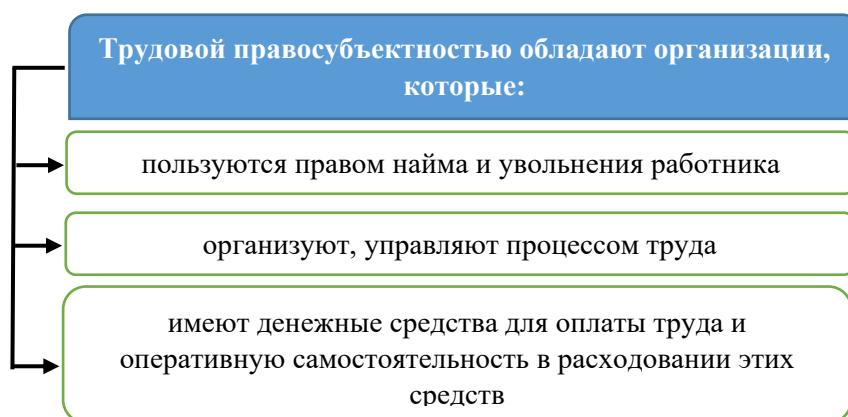 Трудовой правосубъектностью обладают организации,
которые:
пользуются правом найма и увольнения работника
организуют, управляют процессом труда
имеют денежные средства для оплаты труда и
оперативную самостоятельность в расходовании этих
средств